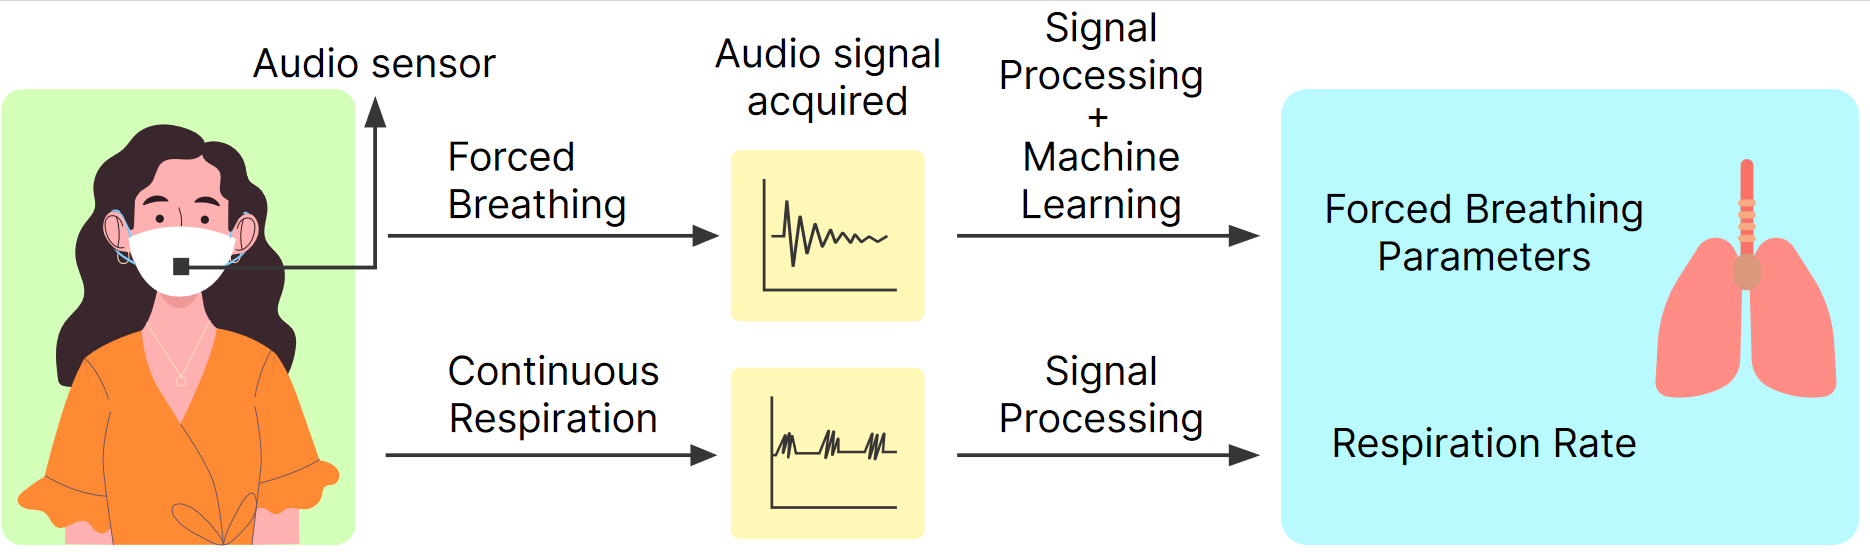 Audio sensor
Forced
Breathing
Continuous
Respiration
Audio signal
acquired
Signal
Processing
+
Machine
Learning
Signal
Processing
Forced Breathing
Parameters
Respiration Rate